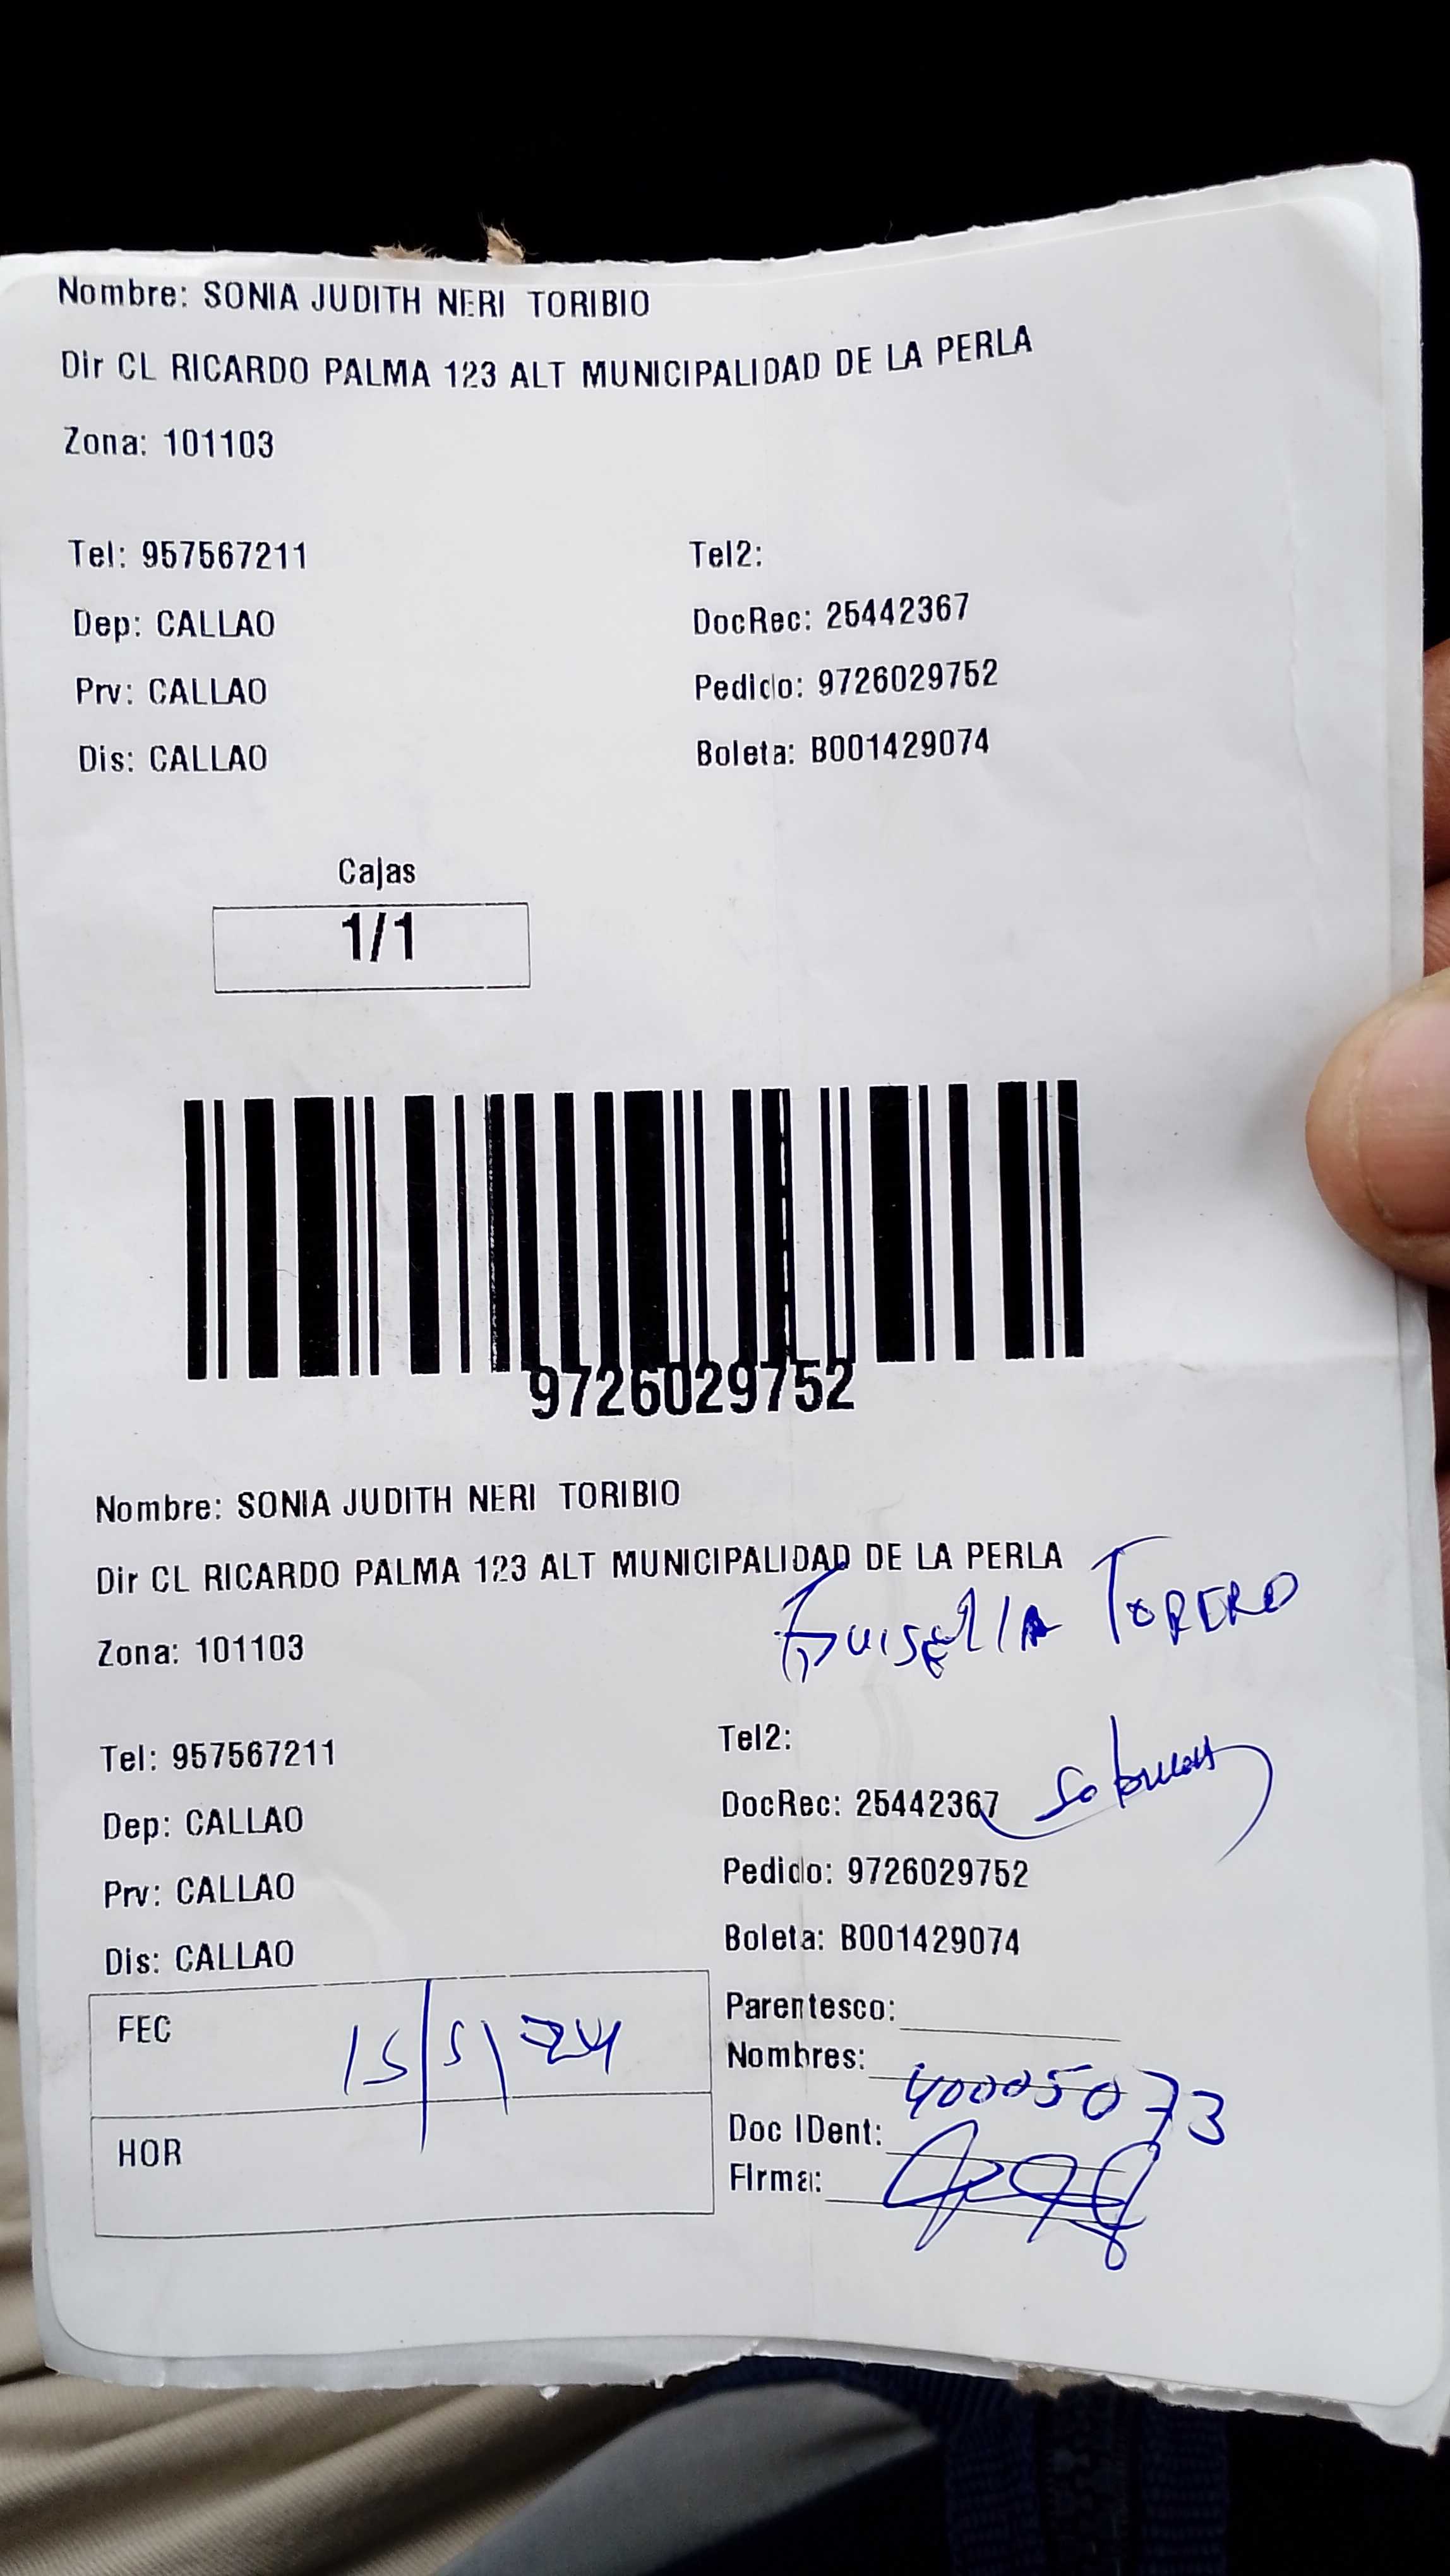 Nombre: SONIA JUDITH NERI TORIBIO
Dir CL RICARDO PALMA 123 ALT MUNICIPALIDAD DE LA PERLA
Zona: 101103
Tel: 957567211
Tel2:
Dep: CALLAO
DocRec: 25442367
Prv: CALLAO
Pedido: 9726029752
Dis: CALLAO
Boleta: B001429074
Cajas
1/1
9726029752
Nombre: SONIA JUDITH NERI TORIBIO
Dir CL RICARDO PALMA 123 ALT MUNICIPALIDAD DE LA PERLA
Guisella TORERO
Zona: 101103
Tel: 957567211
Tel2:
Dep: CALLAO
DocRec: 25442367
Prv: CALLAO
Pedido: 9726029752
Dis: CALLAO
Boleta: B001429074
FEC 15/5/24
Parentesco:
Nombres:
40005073
HOR
Doc IDent:
Firma: